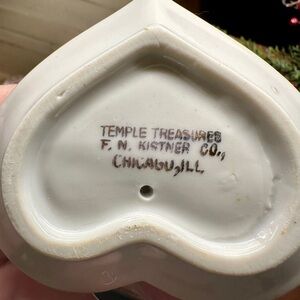 TEMPLE TREASURES
F. N. KISTNER CO.,
CHICAGO, ILL